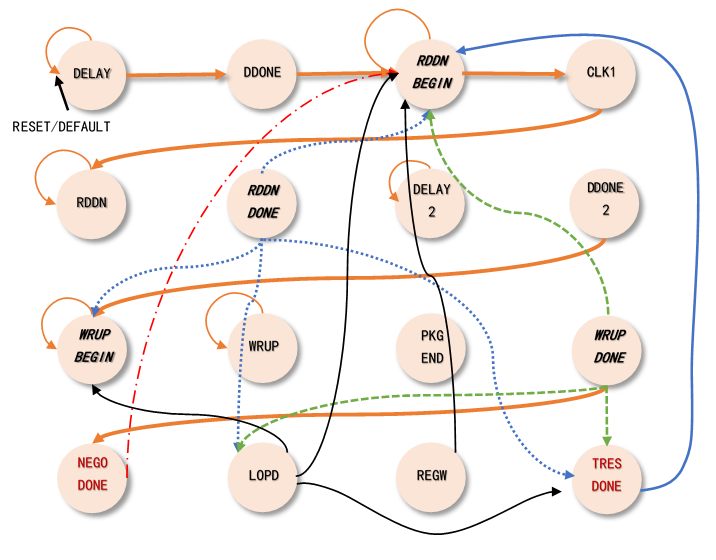 DELAY
DDONE
RDDN
BEGIN
CLK1
RESET/DEFAULT
RDDN
RDDN
DONE
DELAY
2
DDONE
2
WRUP
BEGIN
WRUP
PKG
END
WRUP
DONE
NEGO
DONE
LOPD
REGW
TRES
DONE